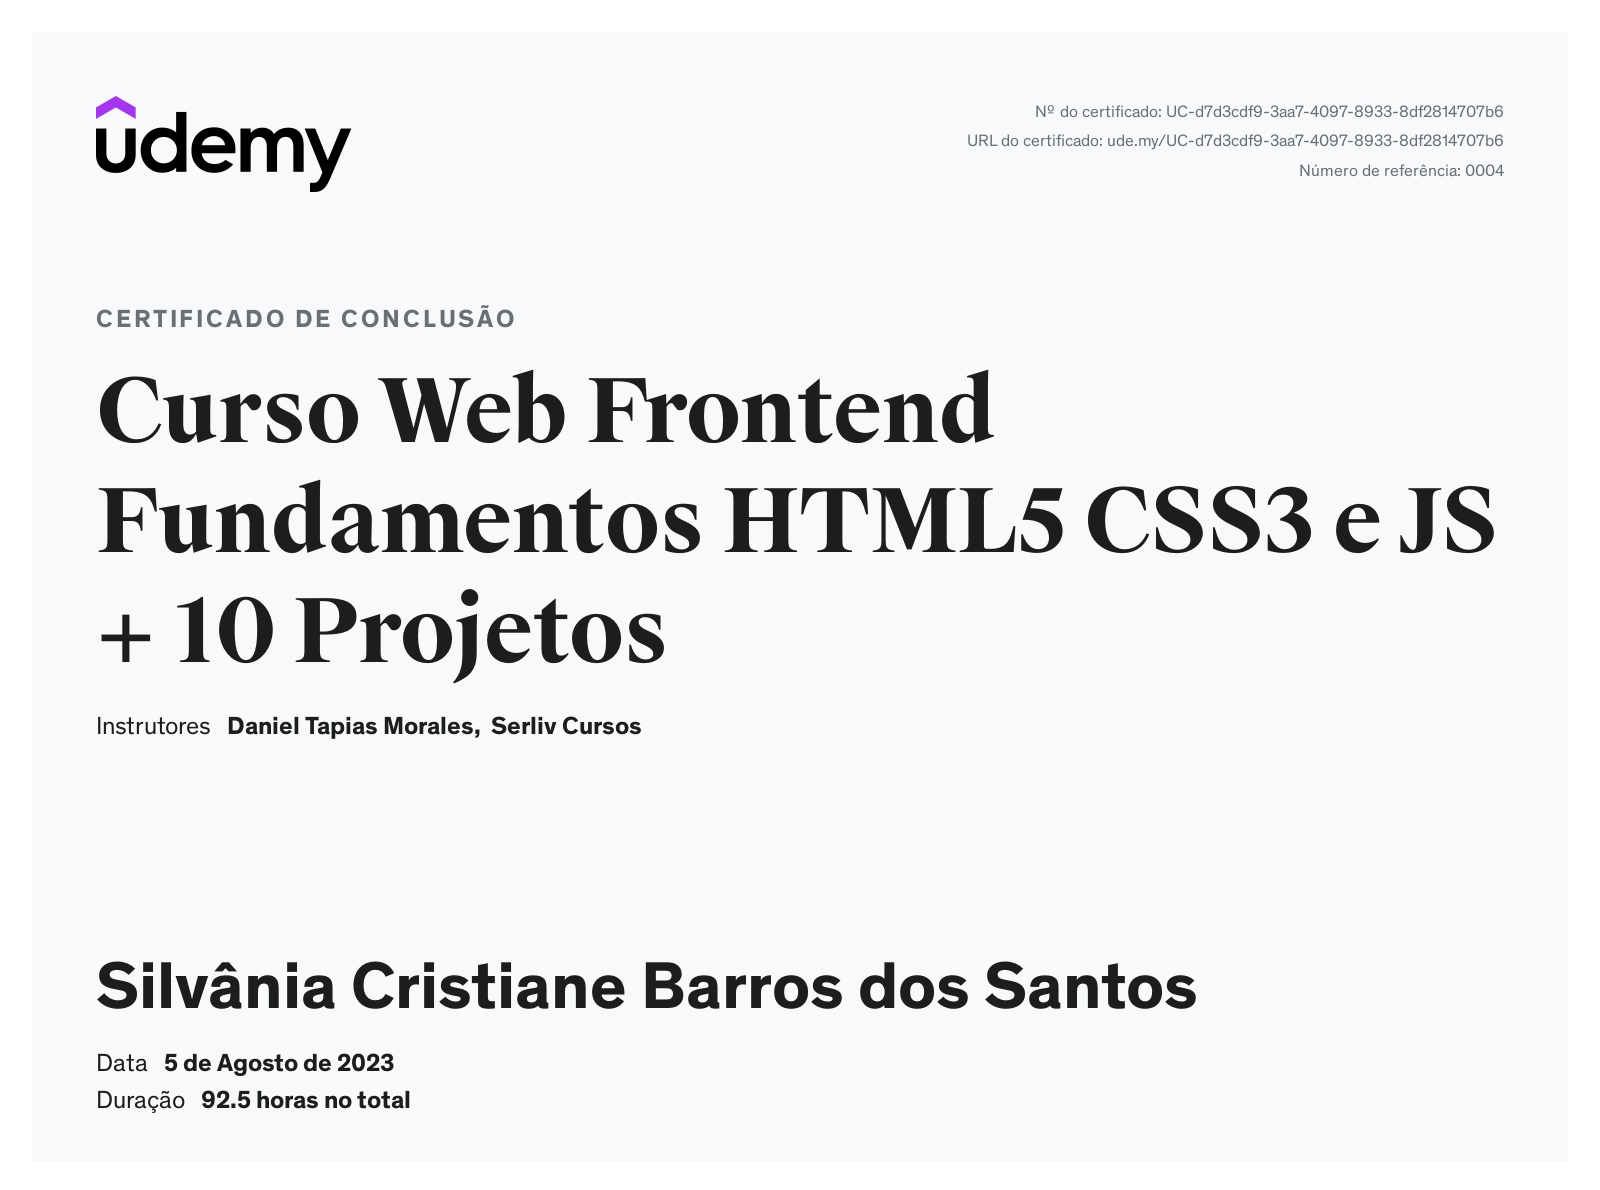 udemy
Nº do certificado: UC-d7d3cdf9-3aa7-4097-8933-8df2814707b6
URL do certificado: ude.my/UC-d7d3cdf9-3aa7-4097-8933-8df2814707b6
Número de referência: 0004
CERTIFICADO DE CONCLUSÃO
Curso Web Frontend
Fundamentos HTML5 CSS3 e JS
+ 10 Projetos
Instrutores Daniel Tapias Morales, Serliv Cursos
Silvânia Cristiane Barros dos Santos
Data 5 de Agosto de 2023
Duração 92.5 horas no total